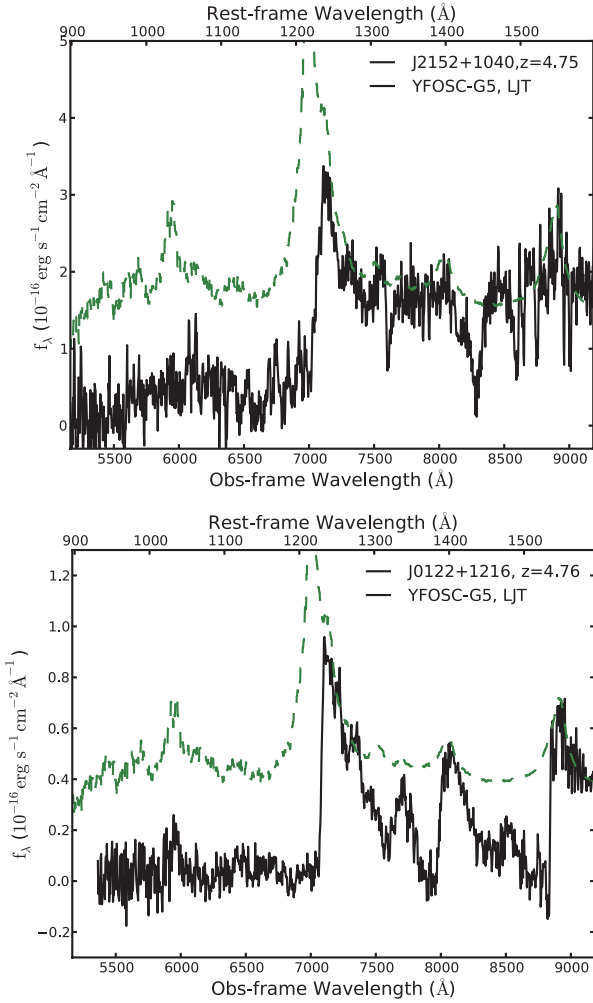 Rest-frame Wavelength (Å)
900 1000 1100 1200 1300 1400 1500
J2152+1040,z=4.75
YFOSC-G5, LJT
5
4
3
2
1
0
f_λ (10^−16 erg s^−1 cm^−2 Å^−1)
5500 6000 6500 7000 7500 8000 8500 9000
Obs-frame Wavelength (Å)
Rest-frame Wavelength (Å)
900 1000 1100 1200 1300 1400 1500
J0122+1216, z=4.76
YFOSC-G5, LJT
1.2
1.0
0.8
0.6
0.4
0.2
0.0
−0.2
f_λ (10^−16 erg s^−1 cm^−2 Å^−1)
5500 6000 6500 7000 7500 8000 8500 9000
Obs-frame Wavelength (Å)